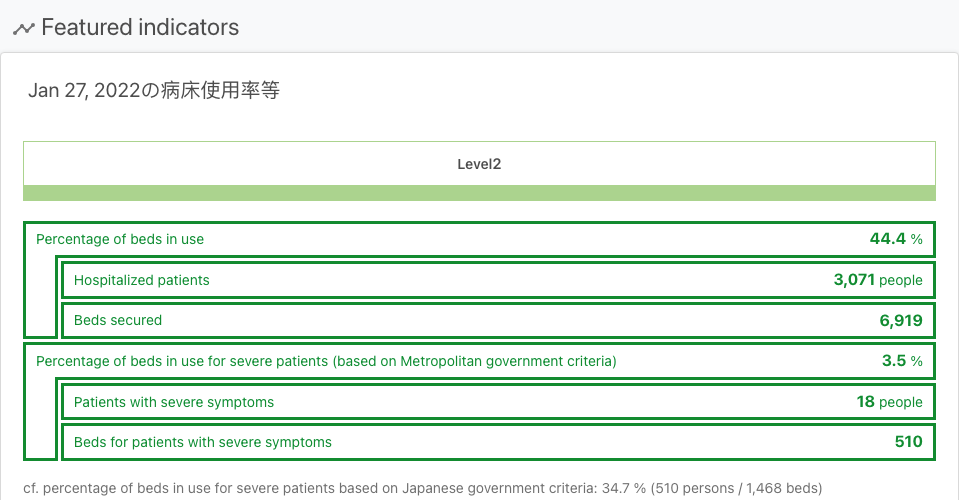 Featured indicators
Jan 27, 2022の病床使用率等
Level2
Percentage of beds in use 44.4 %
Hospitalized patients 3,071 people
Beds secured 6,919
Percentage of beds in use for severe patients (based on Metropolitan government criteria) 3.5 %
Patients with severe symptoms 18 people
Beds for patients with severe symptoms 510
cf. percentage of beds in use for severe patients based on Japanese government criteria: 34.7 % (510 persons / 1,468 beds)